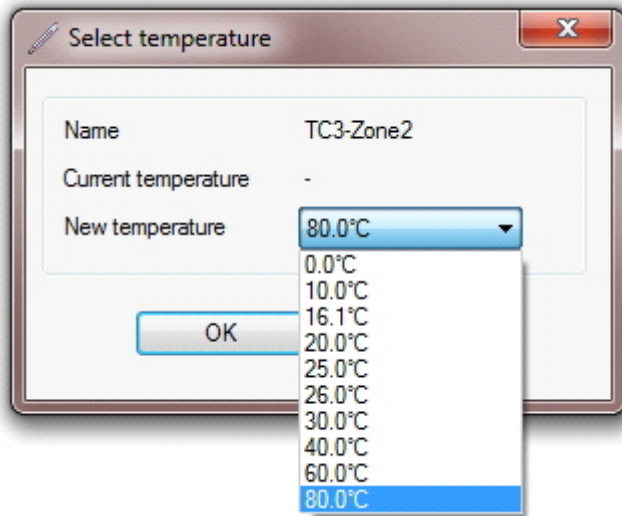 Select temperature
Name TC3-Zone2
Current temperature -
New temperature 80.0°C
0.0°C
10.0°C
16.1°C
20.0°C
25.0°C
26.0°C
30.0°C
40.0°C
60.0°C
80.0°C
OK